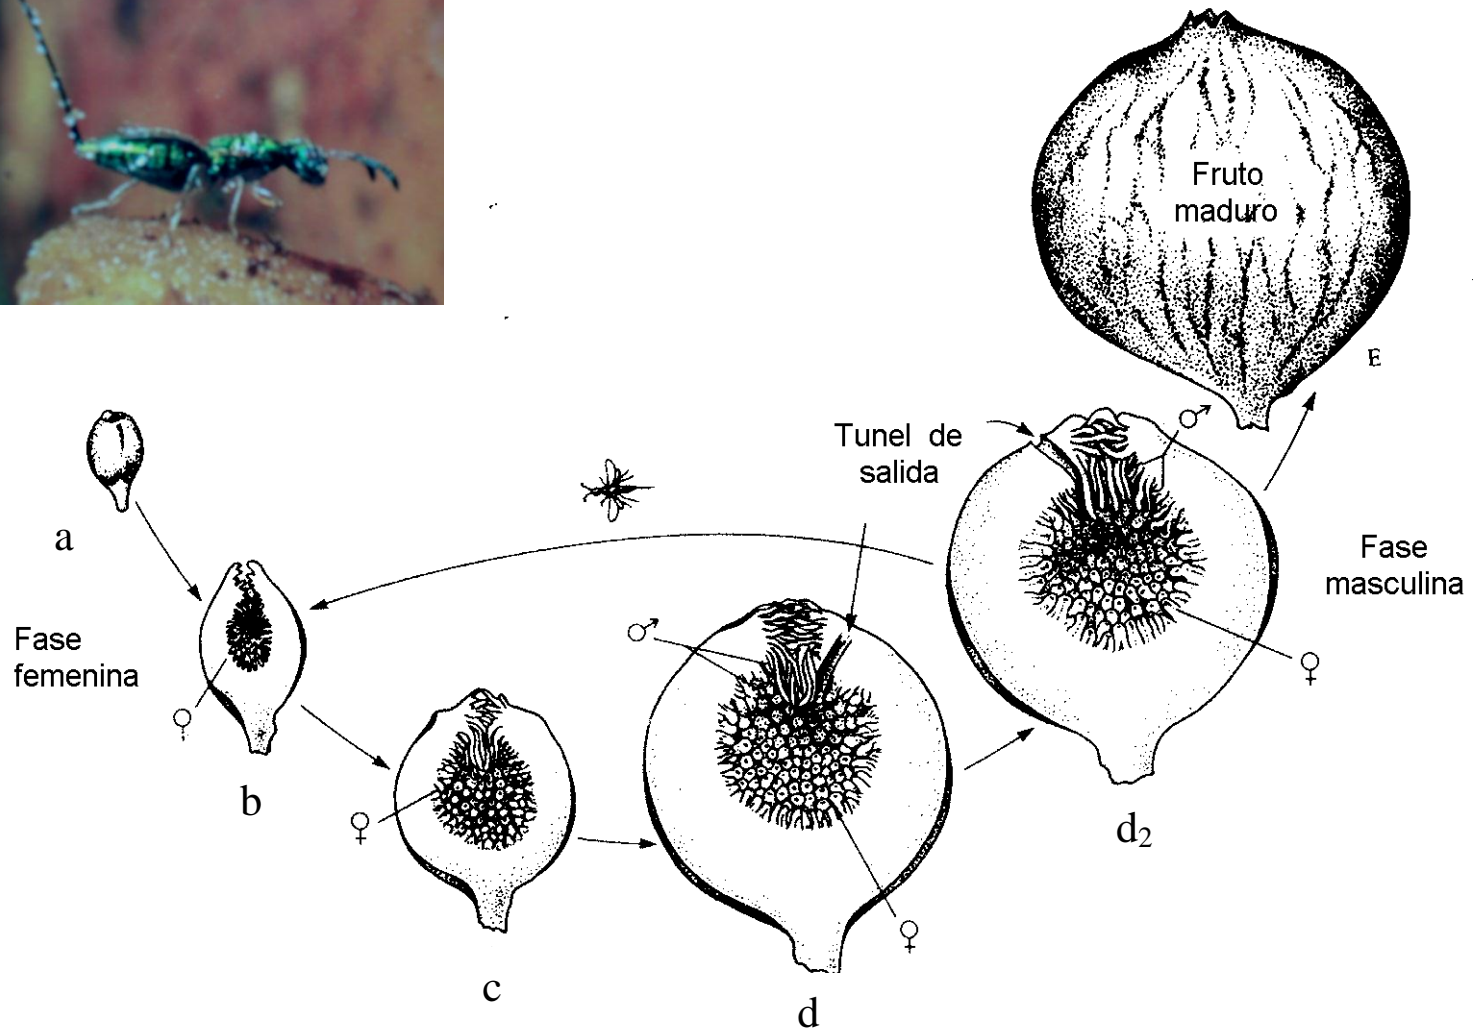 Fruto
maduro
E
Tunel de
salida
a
Fase
masculina
Fase
femenina
d2
b
c
d